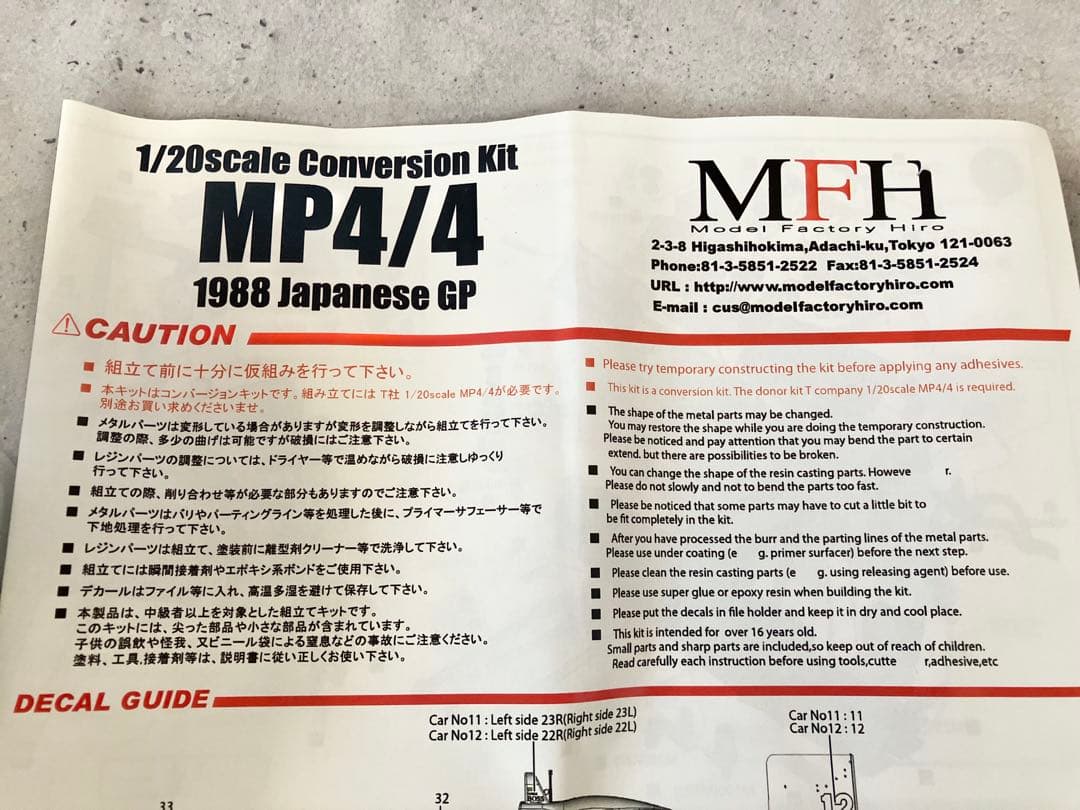 1/20scale Conversion Kit
MP4/4
1988 Japanese GP
MFH
Model Factory Hiro
2-3-8 Higashihokima,Adachi-ku,Tokyo 121-0063
Phone:81-3-5851-2522 Fax:81-3-5851-2524
URL : http://www.modelfactoryhiro.com
E-mail : cus@modelfactoryhiro.com
CAUTION
■ 組立て前に十分に仮組みを行って下さい。
■ 本キットはコンバージョンキットです。組み立てには T社 1/20scale MP4/4が必要です。
別途お買い求めくださいませ。
■ メタルパーツは変形している場合がありますが変形を調整しながら組立てを行って下さい。
調整の際、多少の曲げは可能ですが破損にはご注意下さい。
■ レジンパーツの調整については、ドライヤー等で温めながら破損に注意しゆっくり
行って下さい。
■ 組立ての際、削り合わせ等が必要な部分もありますのでご注意下さい。
■ メタルパーツはバリやパーティングライン等を処理した後に、プライマーサフェーサー等で
下地処理を行って下さい。
■ レジンパーツは組立て、塗装前に離型剤クリーナー等で洗浄して下さい。
■ 組立てには瞬間接着剤やエポキシ系ボンドをご使用下さい。
■ デカールはファイル等に入れ、高温多湿を避けて保存して下さい。
■ 本製品は、中級者以上を対象とした組立てキットです。
このキットには、尖った部品や小さな部品が含まれています。
子供の誤飲や怪我、又ビニール袋による窒息などの事故にご注意ください。
塗料、工具,接着剤等は、説明書に従い正しくお使い下さい。
■ Please try temporary constructing the kit before applying any adhesives.
■ This kit is a conversion kit. The donor kit T company 1/20scale MP4/4 is required.
■ The shape of the metal parts may be changed.
You may restore the shape while you are doing the temporary construction.
Please be noticed and pay attention that you may bend the part to certain
extend. but there are possibilities to be broken.
■ You can change the shape of the resin casting parts. Howeve r.
Please do not slowly and not to bend the parts too fast.
■ Please be noticed that some parts may have to cut a little bit to
be fit completely in the kit.
■ After you have processed the burr and the parting lines of the metal parts.
Please use under coating (e g. primer surfacer) before the next step.
■ Please clean the resin casting parts (e g. using releasing agent) before use.
■ Please use super glue or epoxy resin when building the kit.
■ Please put the decals in file holder and keep it in dry and cool place.
■ This kit is intended for over 16 years old.
Small parts and sharp parts are included,so keep out of reach of children.
Read carefully each instruction before using tools,cutte r,adhesive,etc
DECAL GUIDE
Car No11 : Left side 23R(Right side 23L)
Car No12 : Left side 22R(Right side 22L)
Car No11 : 11
Car No12 : 12
33
32
BOSS
12